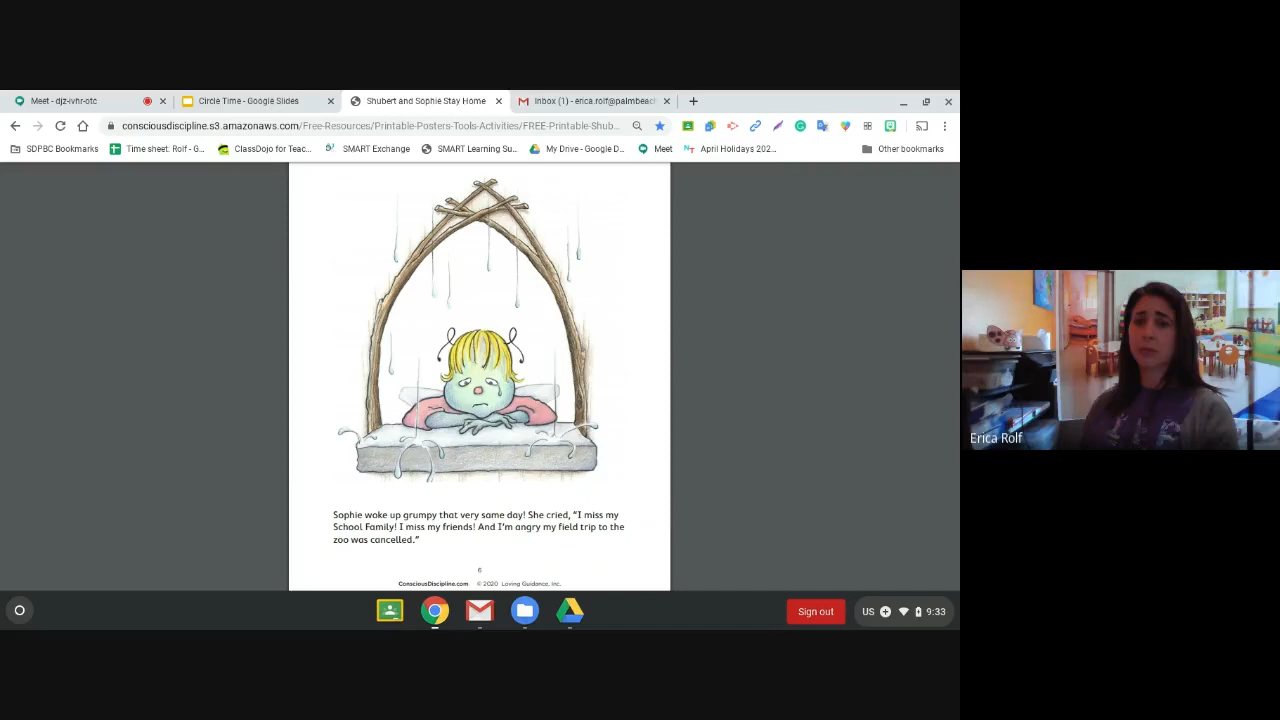 Meet - djz-ivhr-otc
Circle Time - Google Slides
Shubert and Sophie Stay Home
Inbox (1) - erica.rolf@palmbeach
consciousdiscipline.s3.amazonaws.com/Free-Resources/Printable-Posters-Tools-Activities/FREE-Printable-Shub...
SDPBC Bookmarks
Time sheet: Rolf - G...
ClassDojo for Teac...
SMART Exchange
SMART Learning Su...
My Drive - Google D...
Meet
April Holidays 202...
Other bookmarks
Sophie woke up grumpy that very same day! She cried, "I miss my
School Family! I miss my friends! And I'm angry my field trip to the
zoo was cancelled."
6
ConsciousDiscipline.com © 2020 Loving Guidance, Inc.
Erica Rolf
Sign out
US
9:33